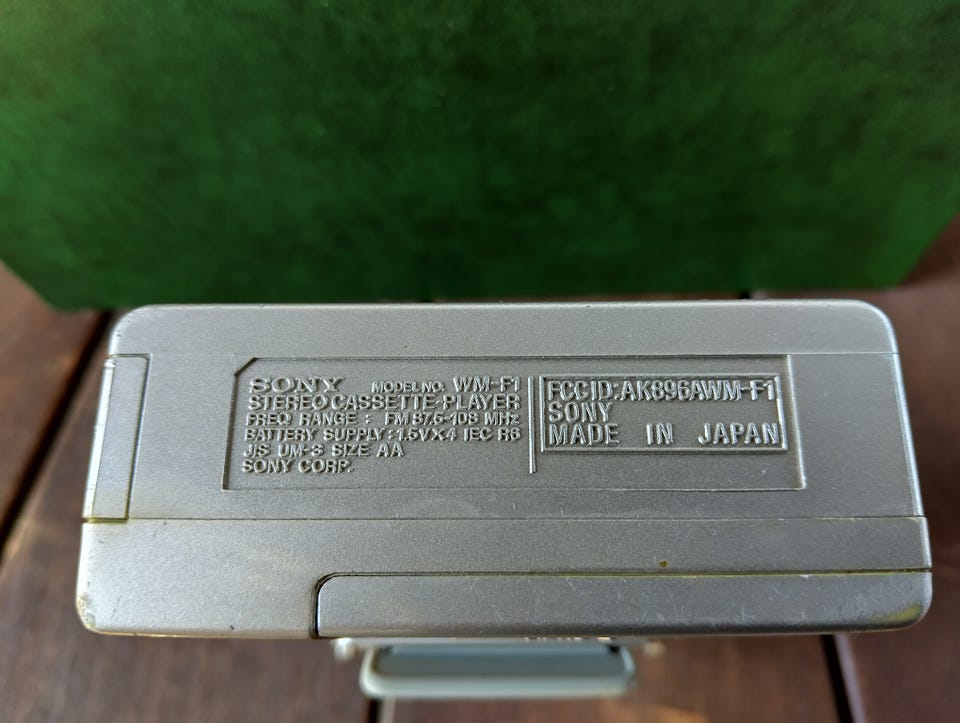 SONY MODEL NO. WM-F1
STEREO CASSETTE-PLAYER
FREQ RANGE : FM 87.5-108 MHz
BATTERY SUPPLY : 1.5V×4 IEC R6
JIS UM-3 SIZE AA
SONY CORP.
FCC ID:AK896AWM-F1
SONY
MADE IN JAPAN